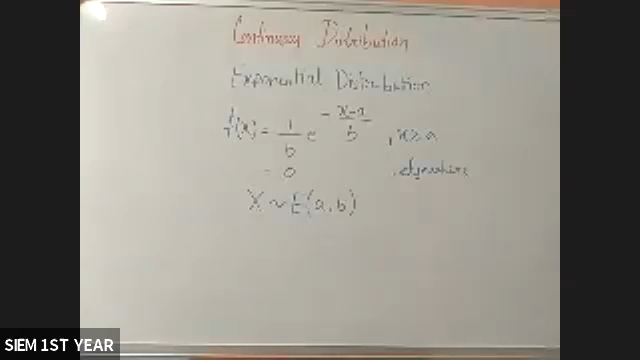 Continuous Distribution
Exponential Distribution
f(x) = 1/b e^-(x-a)/b , x ≥ a
= 0 , elsewhere
X ~ E(a, b)
SIEM 1ST YEAR